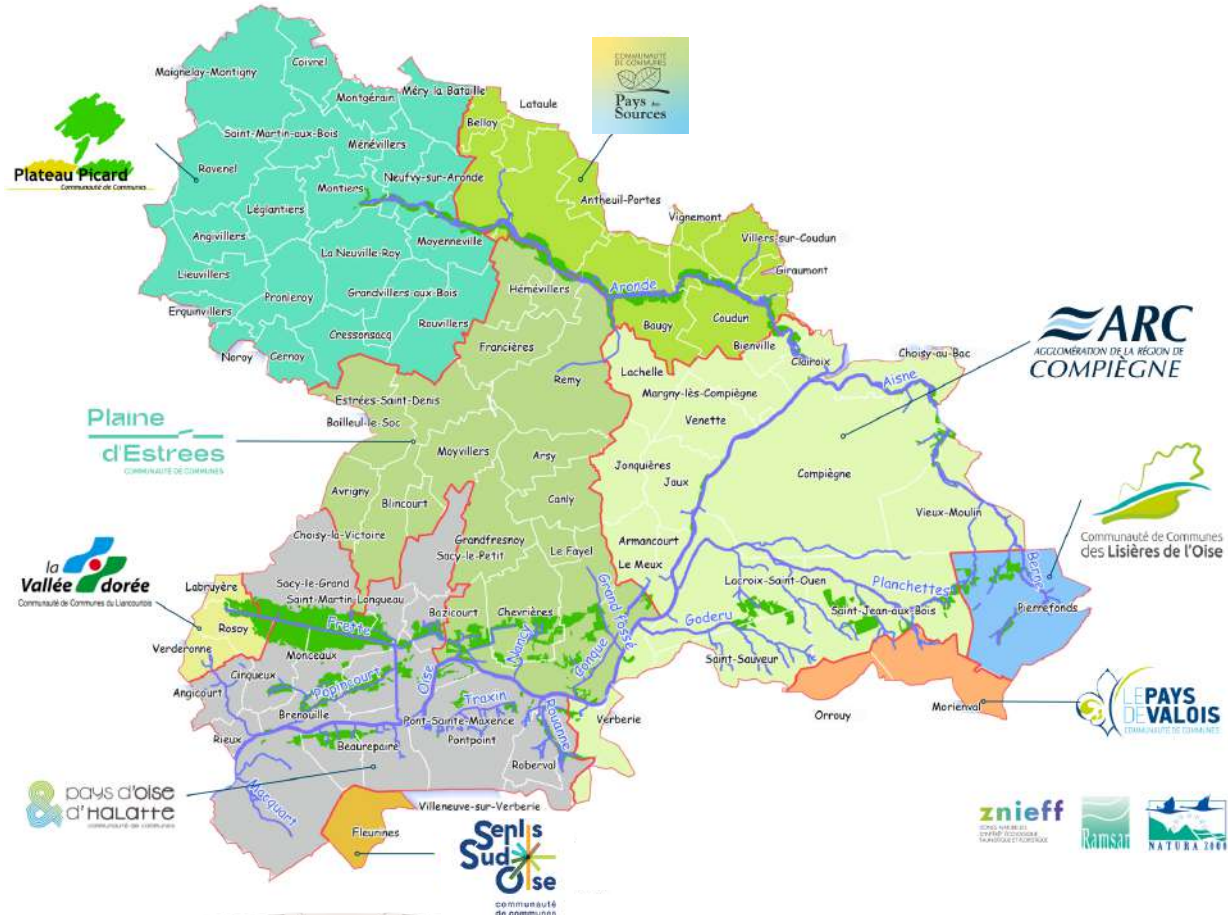 Coivrel
Maignelay-Montigny
Montgérain
Méry-la-Bataille
Lataule
Belloy
COMMUNAUTÉ
DE COMMUNES
Pays des
Sources
Saint-Martin-aux-Bois
Ménévillers
Plateau Picard
Communauté de Communes
Ravenel
Neufvy-sur-Aronde
Montiers
Antheuil-Portes
Léglantiers
Vignemont
Angivillers
Moyenneville
Villers-sur-Coudun
La Neuville-Roy
Lieuvillers
Giraumont
Pronleroy
Hémévillers
Aronde
Grandvillers-aux-Bois
Erquinvillers
Rouvillers
Baugy
Coudun
Cressonsacq
Noroy
Cernoy
Francières
Bienville
Clairoix
Choisy-au-Bac
ARC
AGGLOMÉRATION DE LA RÉGION DE
COMPIÈGNE
Lachelle
Remy
Aisne
Margny-lès-Compiègne
Estrées-Saint-Denis
Bailleul-le-Soc
Venette
Plaine
d'Estrées
COMMUNAUTÉ DE COMMUNES
Moyvillers
Arsy
Jonquières
Compiègne
Jaux
Avrigny
Blincourt
Canly
Vieux-Moulin
Choisy-la-Victoire
Grandfresnoy
Armancourt
Sacy-le-Petit
Le Fayel
Le Meux
Communauté de Communes
des Lisières de l'Oise
la
Vallée dorée
Communauté de Communes du Liancourtois
Labruyère
Sacy-le-Grand
Saint-Martin-Longueau
Bazicourt
Chevrières
Grand fossé
Lacroix-Saint-Ouen
Planchettes
Berne
Pierrefonds
Rosoy
Frette
Goderu
Saint-Jean-aux-Bois
Verderonne
Monceaux
Nancy
Conque
Saint-Sauveur
Cinqueux
Popincourt
Oise
Angicourt
Traxin
Rouanne
Verberie
Orrouy
Morienval
LE PAYS
DE VALOIS
COMMUNAUTÉ DE COMMUNES
Brenouille
Pont-Sainte-Maxence
Rieux
Beaurepaire
Pontpoint
Roberval
Macquart
pays d'oise
& d'Halatte
communauté de communes
Villeneuve-sur-Verberie
Fleurines
Senlis
Sud
Oise
communauté
de communes
znieff
Ramsar
NATURA 2000